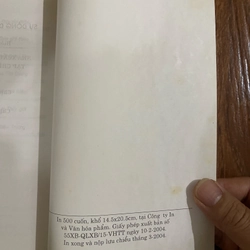 In 500 cuốn, khổ 14.5x20.5cm, tại Công ty In
và Văn hóa phẩm. Giấy phép xuất bản số
35XB-QLXB/15-VHTT ngày 10-2-2004.
In xong và nộp lưu chiểu tháng 3-2004.